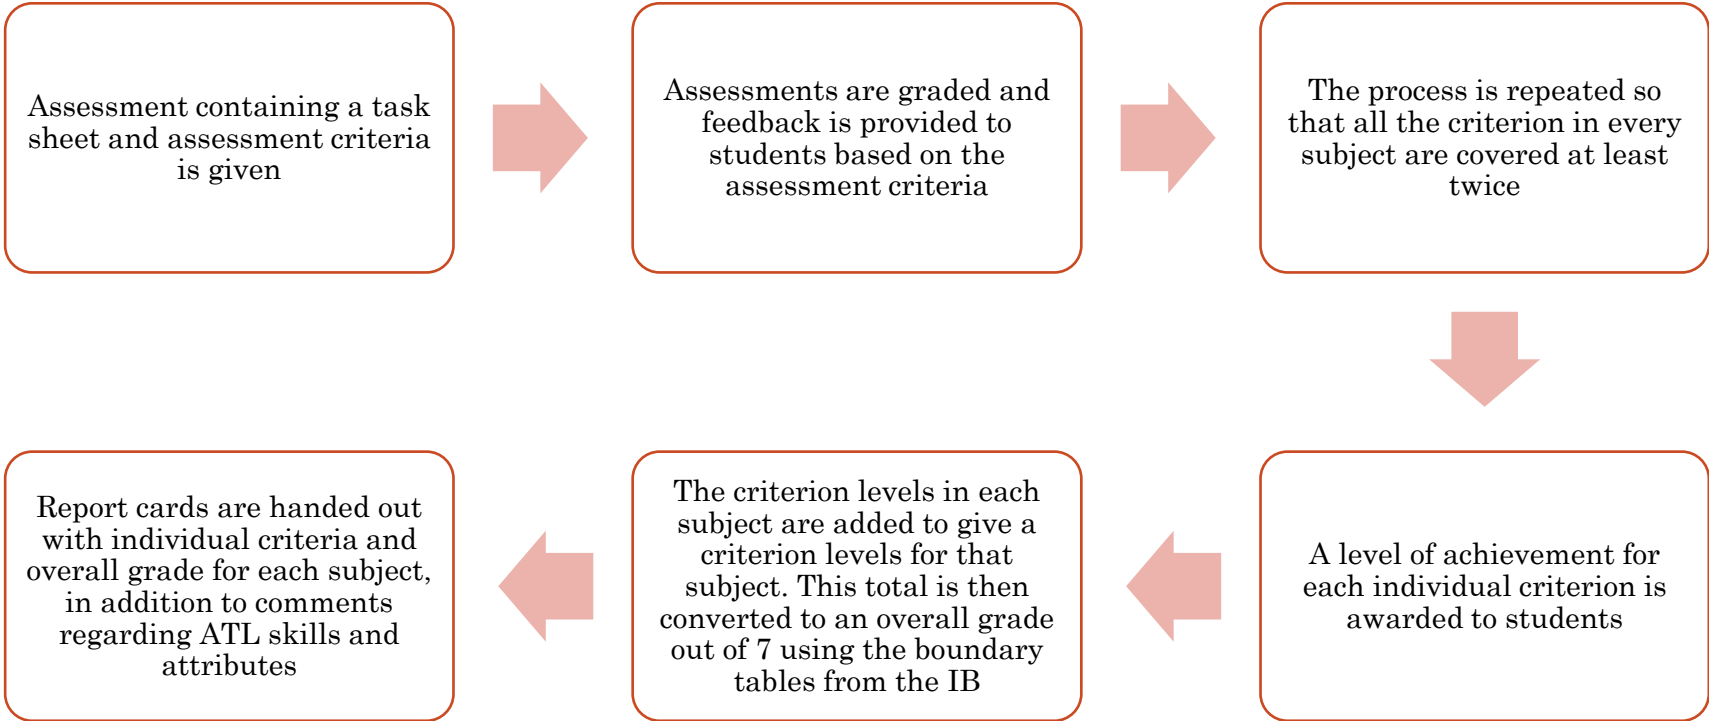 Assessment containing a task
sheet and assessment criteria
is given
Assessments are graded and
feedback is provided to
students based on the
assessment criteria
The process is repeated so
that all the criterion in every
subject are covered at least
twice
A level of achievement for
each individual criterion is
awarded to students
The criterion levels in each
subject are added to give a
criterion levels for that
subject. This total is then
converted to an overall grade
out of 7 using the boundary
tables from the IB
Report cards are handed out
with individual criteria and
overall grade for each subject,
in addition to comments
regarding ATL skills and
attributes